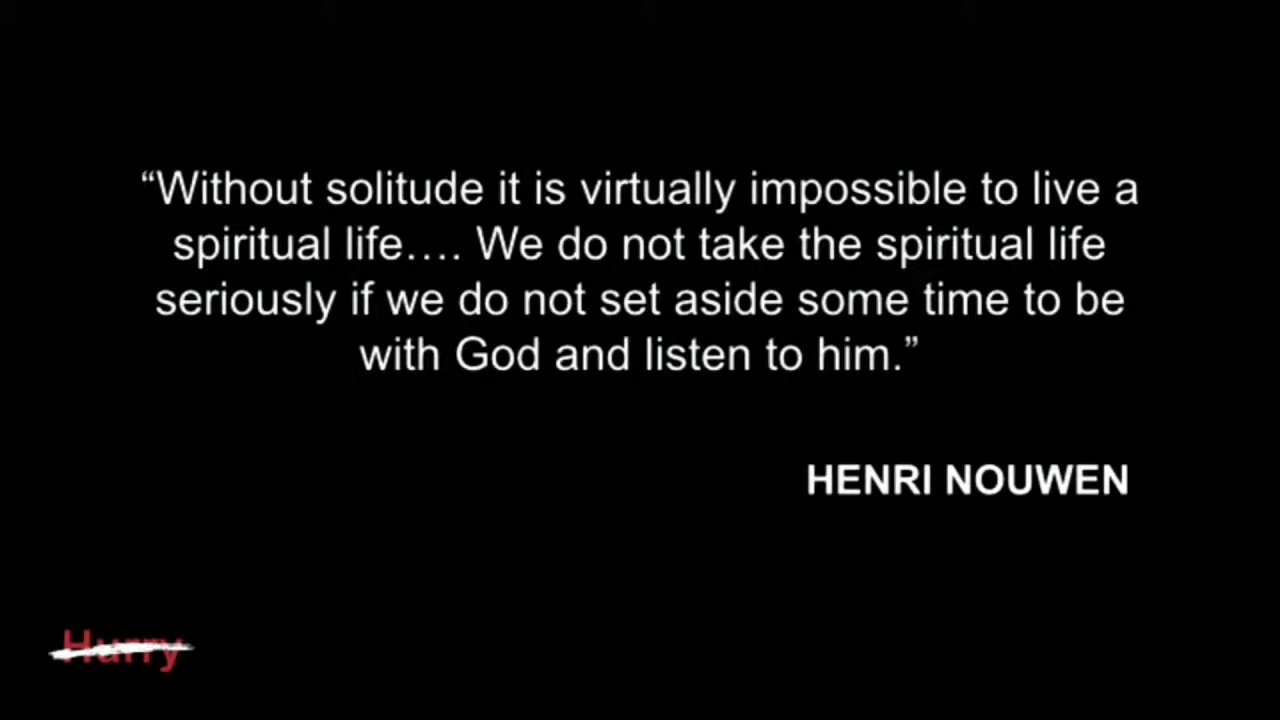 “Without solitude it is virtually impossible to live a
spiritual life…. We do not take the spiritual life
seriously if we do not set aside some time to be
with God and listen to him.”
HENRI NOUWEN
Hurry